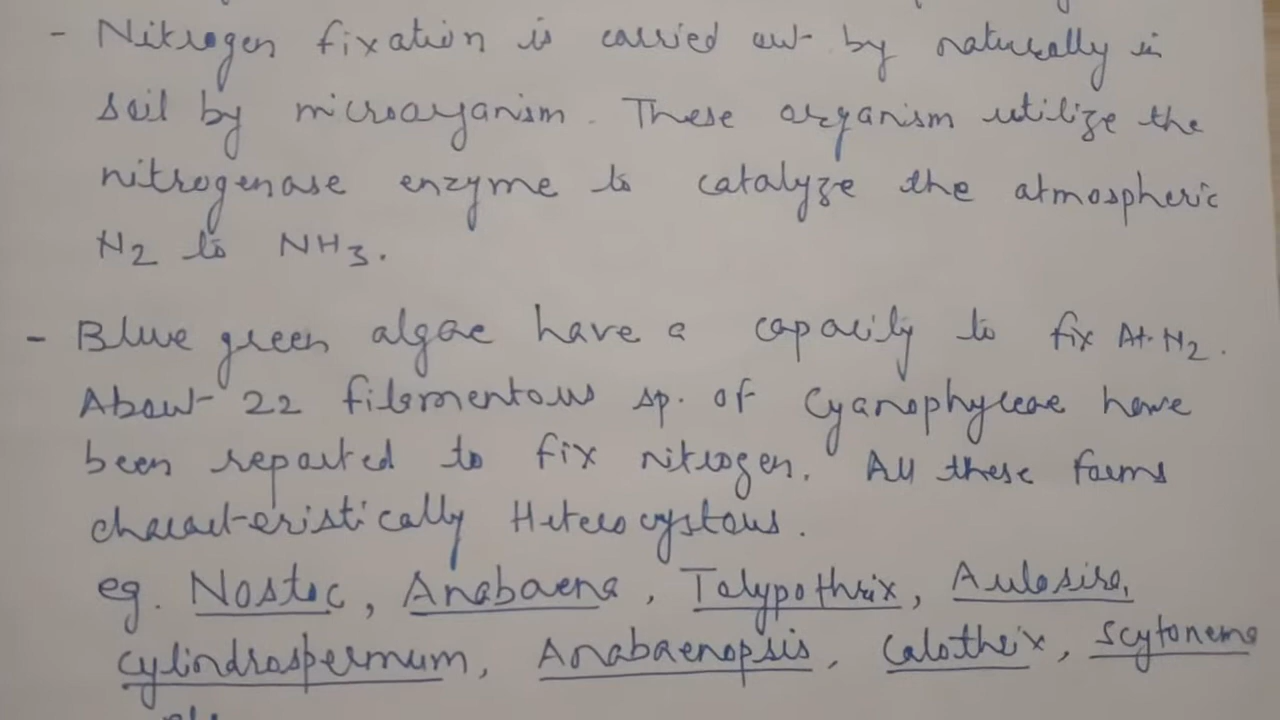 - Nitrogen fixation is carried out by naturally in
soil by microorganism. These organism utilize the
nitrogenase enzyme to catalyze the atmospheric
N2 to NH3.
- Blue green algae have a capacity to fix At. N2.
About 22 filamentous sp. of Cyanophyceae have
been reported to fix nitrogen. All these forms
characteristically Heterocystous.
eg. Nostoc, Anabaena, Tolypothrix, Aulosira,
cylindrospermum, Anabaenopsis, Calothrix, Scytonema